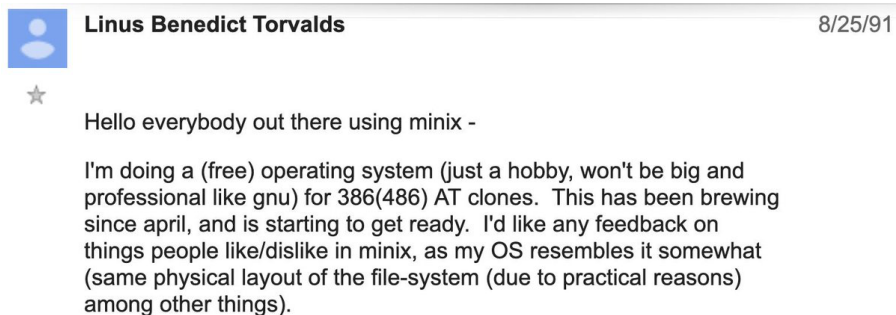 Linus Benedict Torvalds 8/25/91
Hello everybody out there using minix -
I'm doing a (free) operating system (just a hobby, won't be big and
professional like gnu) for 386(486) AT clones.  This has been brewing
since april, and is starting to get ready.  I'd like any feedback on
things people like/dislike in minix, as my OS resembles it somewhat
(same physical layout of the file-system (due to practical reasons)
among other things).